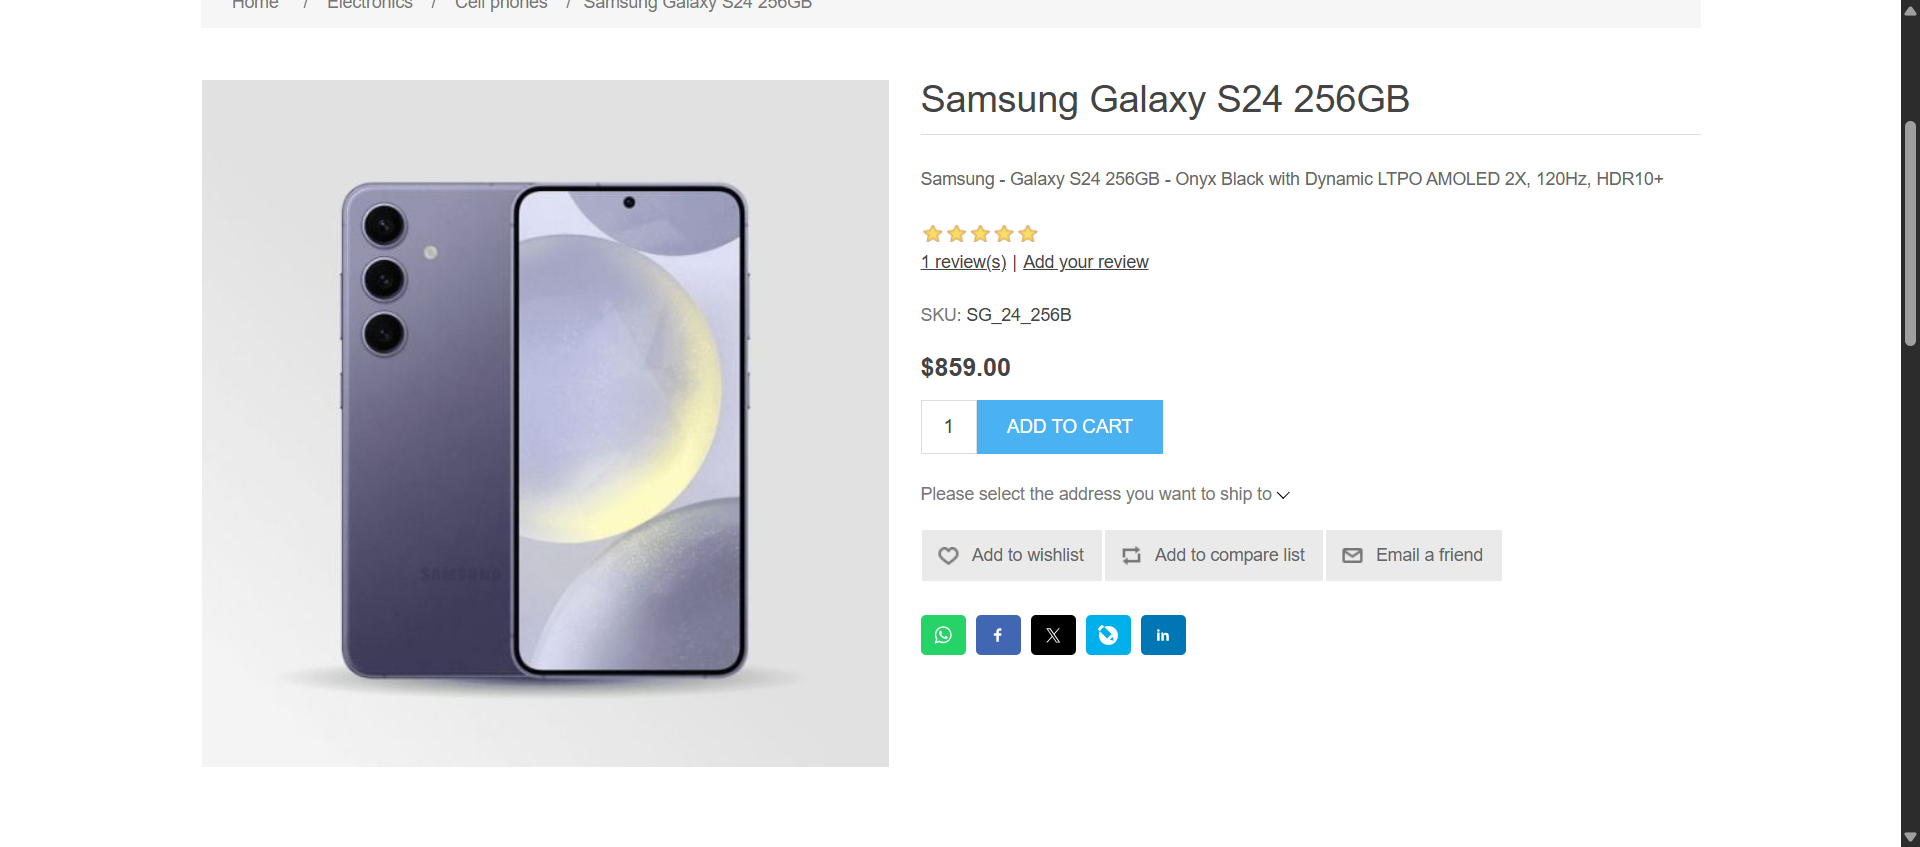 Home / Electronics / Cell phones / Samsung Galaxy S24 256GB
Samsung Galaxy S24 256GB
Samsung - Galaxy S24 256GB - Onyx Black with Dynamic LTPO AMOLED 2X, 120Hz, HDR10+
1 review(s) | Add your review
SKU: SG_24_256B
$859.00
1 ADD TO CART
Please select the address you want to ship to
Add to wishlist Add to compare list Email a friend
SAMSUNG